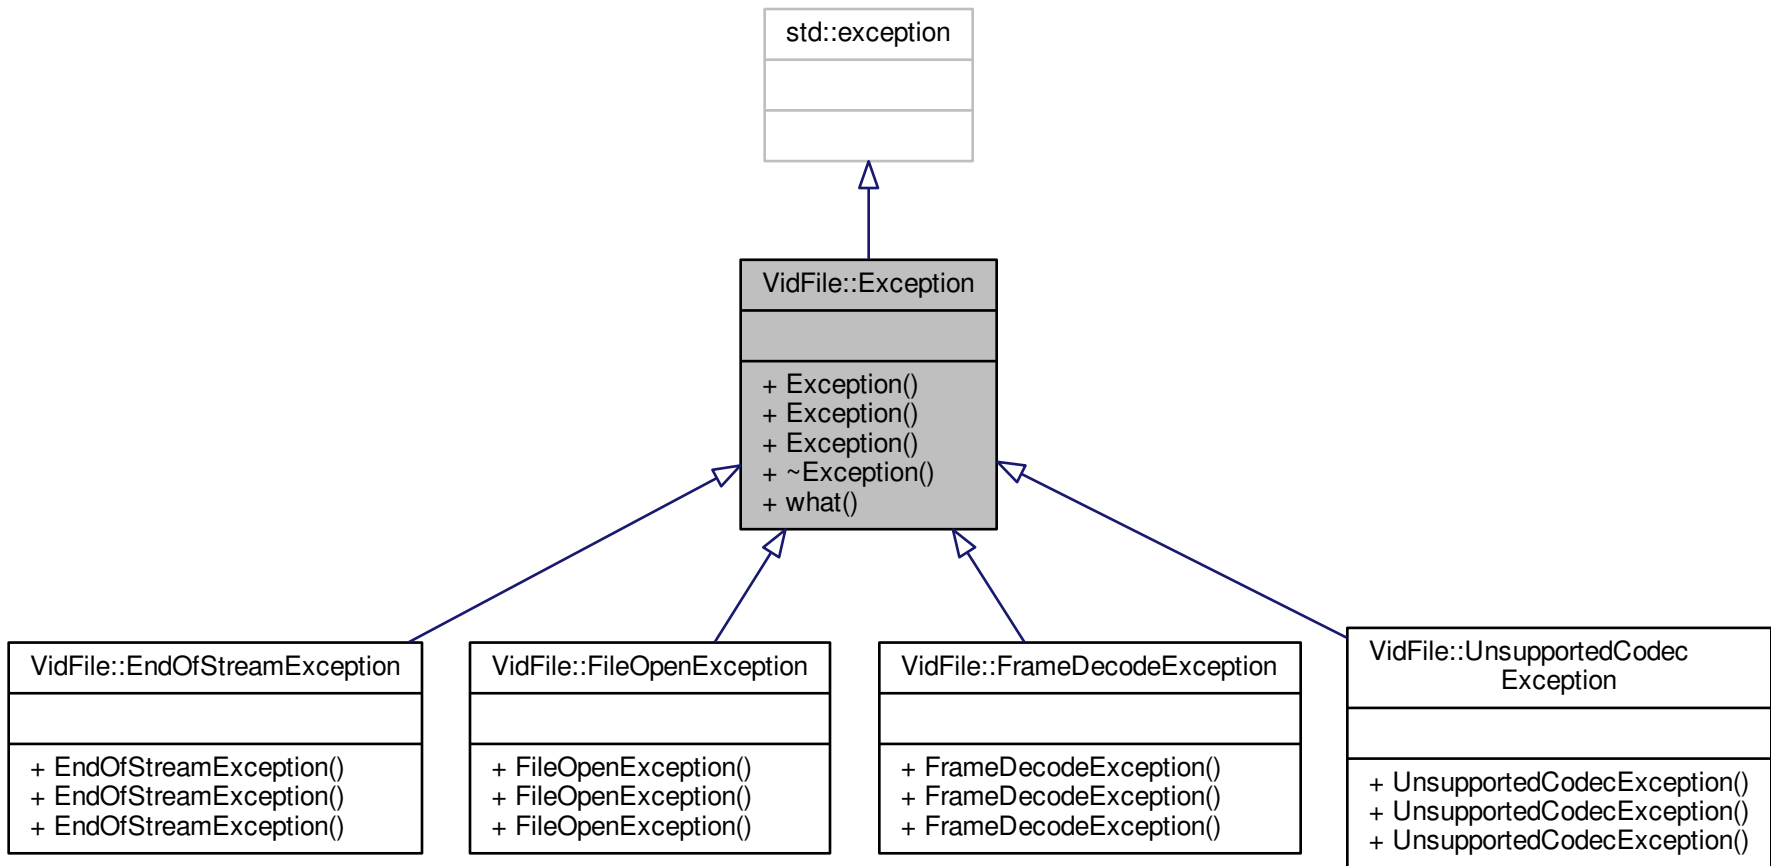 std::exception
VidFile::Exception
+ Exception()
+ Exception()
+ Exception()
+ ~Exception()
+ what()
VidFile::EndOfStreamException
+ EndOfStreamException()
+ EndOfStreamException()
+ EndOfStreamException()
VidFile::FileOpenException
+ FileOpenException()
+ FileOpenException()
+ FileOpenException()
VidFile::FrameDecodeException
+ FrameDecodeException()
+ FrameDecodeException()
+ FrameDecodeException()
VidFile::UnsupportedCodec
Exception
+ UnsupportedCodecException()
+ UnsupportedCodecException()
+ UnsupportedCodecException()